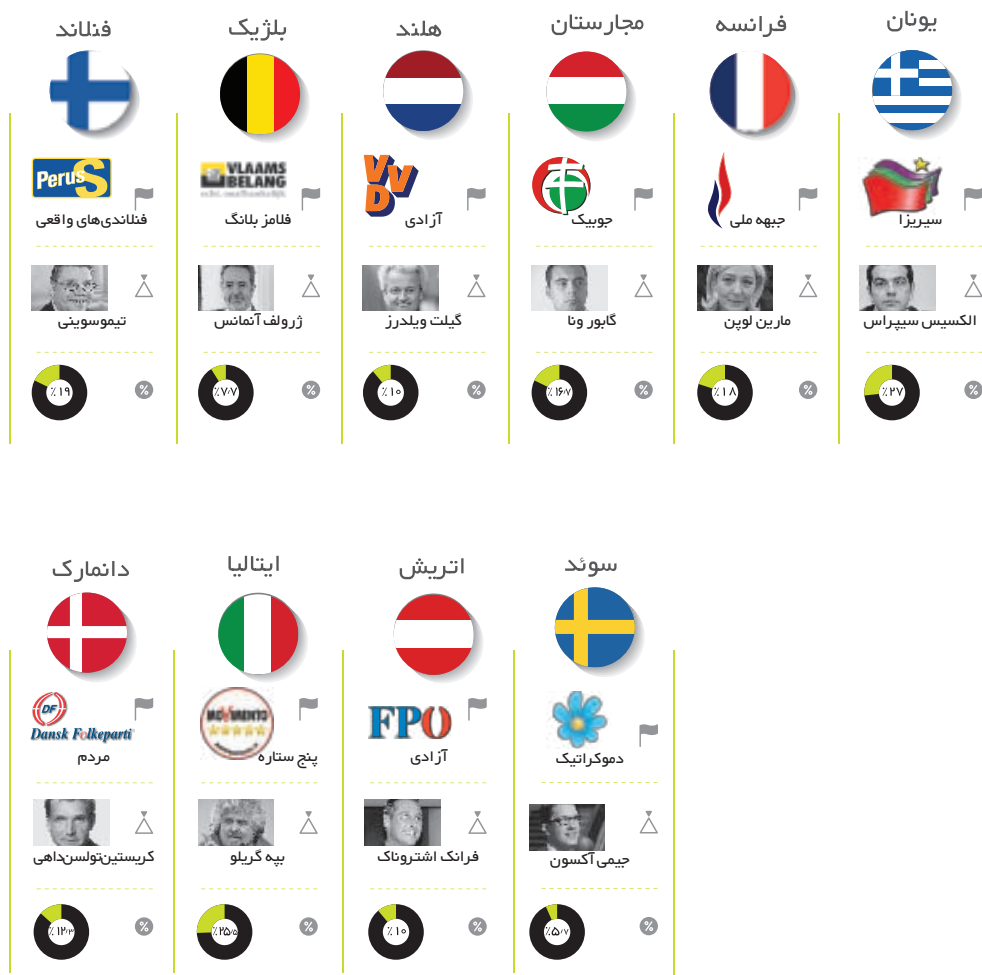 یونان
فرانسه
مجارستان
هلند
بلژیک
فنلاند
VVD
VLAAMS
BELANG
PerusS
سیریزا
جبهه ملی
جوبیک
آزادی
فلامز بلانگ
فنلاندی‌های واقعی
الکسیس سیپراس
مارین لوپن
گابور ونا
گیلت ویلدرز
ژرولف آنمانس
تیموسوینی
٪۲۷
٪۱۸
٪۱۶٫۷
٪۱۰
٪۷٫۷
٪۱۹
%
%
%
%
%
%
سوئد
اتریش
ایتالیا
دانمارک
FPÖ
MOVIMENTO
DF
Dansk Folkeparti
دموکراتیک
آزادی
پنج ستاره
مردم
جیمی آکسون
فرانک اشتروناک
بپه گریلو
کریستین‌تولسن‌داهی
٪۵٫۷
٪۱۰
٪۲۵٫۵
٪۱۲٫۳
%
%
%
%